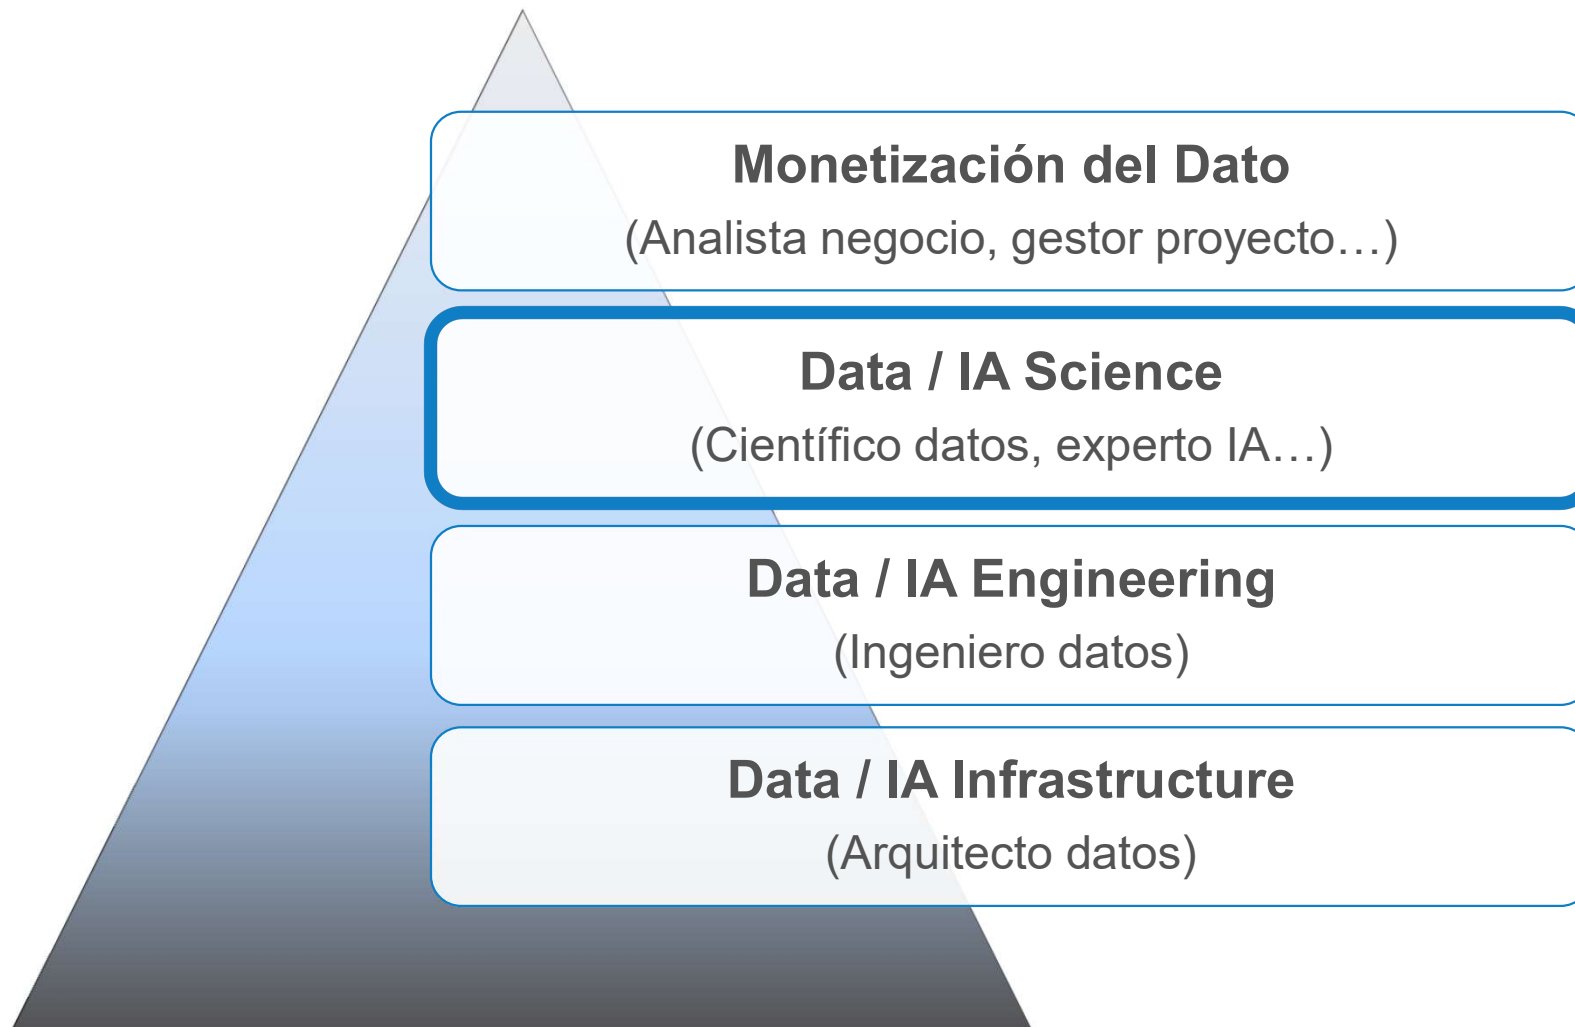 Monetización del Dato
(Analista negocio, gestor proyecto…)
Data / IA Science
(Científico datos, experto IA…)
Data / IA Engineering
(Ingeniero datos)
Data / IA Infrastructure
(Arquitecto datos)